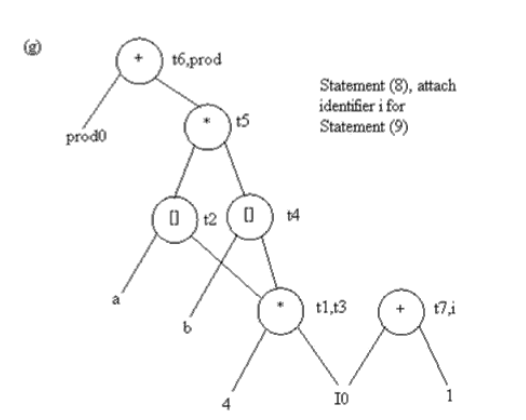 (g)
+ t6,prod
Statement (8), attach
identifier i for
Statement (9)
prod0
* t5
[] t2 [] t4
a
b
* t1,t3
+ t7,i
4
I0
1